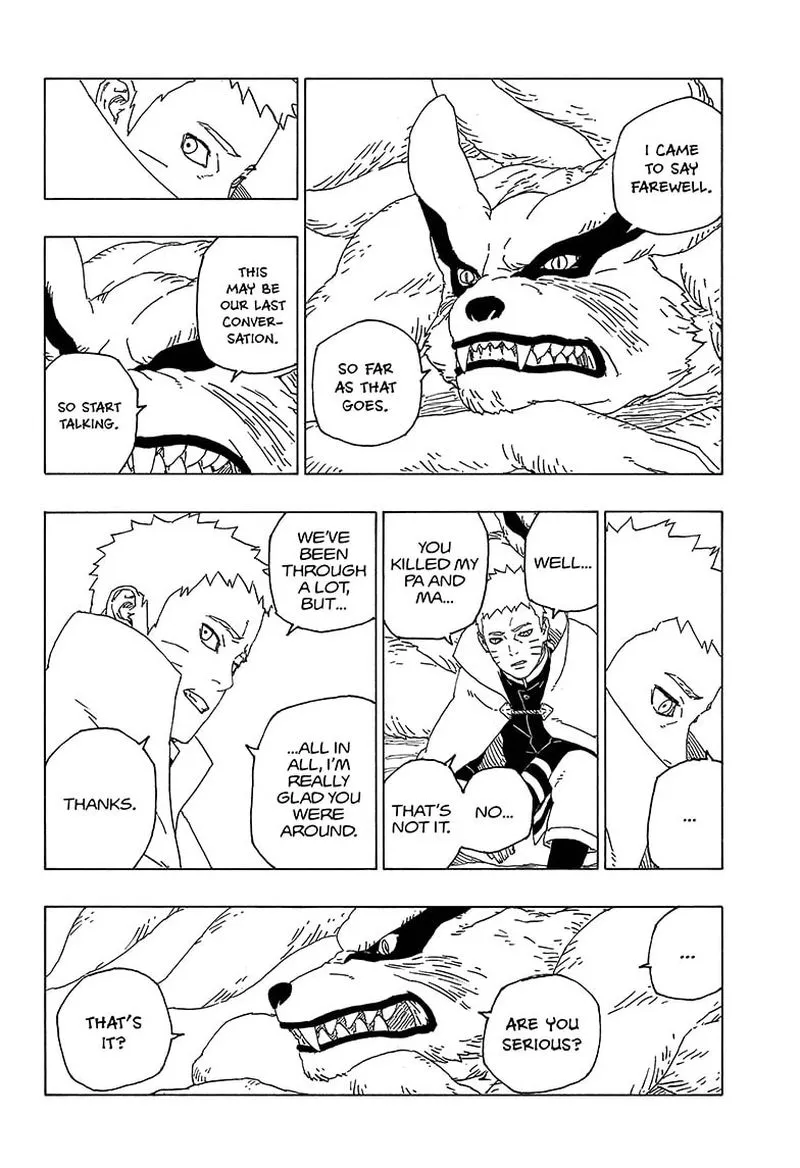 I CAME
TO SAY
FAREWELL.
SO FAR
AS THAT
GOES.
THIS
MAY BE
OUR LAST
CONVER-
SATION.
SO START
TALKING.
...
WELL...
YOU
KILLED MY
PA AND
MA...
NO...
THAT'S
NOT IT.
WE'VE
BEEN
THROUGH
A LOT,
BUT...
...ALL IN
ALL, I'M
REALLY
GLAD YOU
WERE
AROUND.
THANKS.
...
ARE YOU
SERIOUS?
THAT'S
IT?